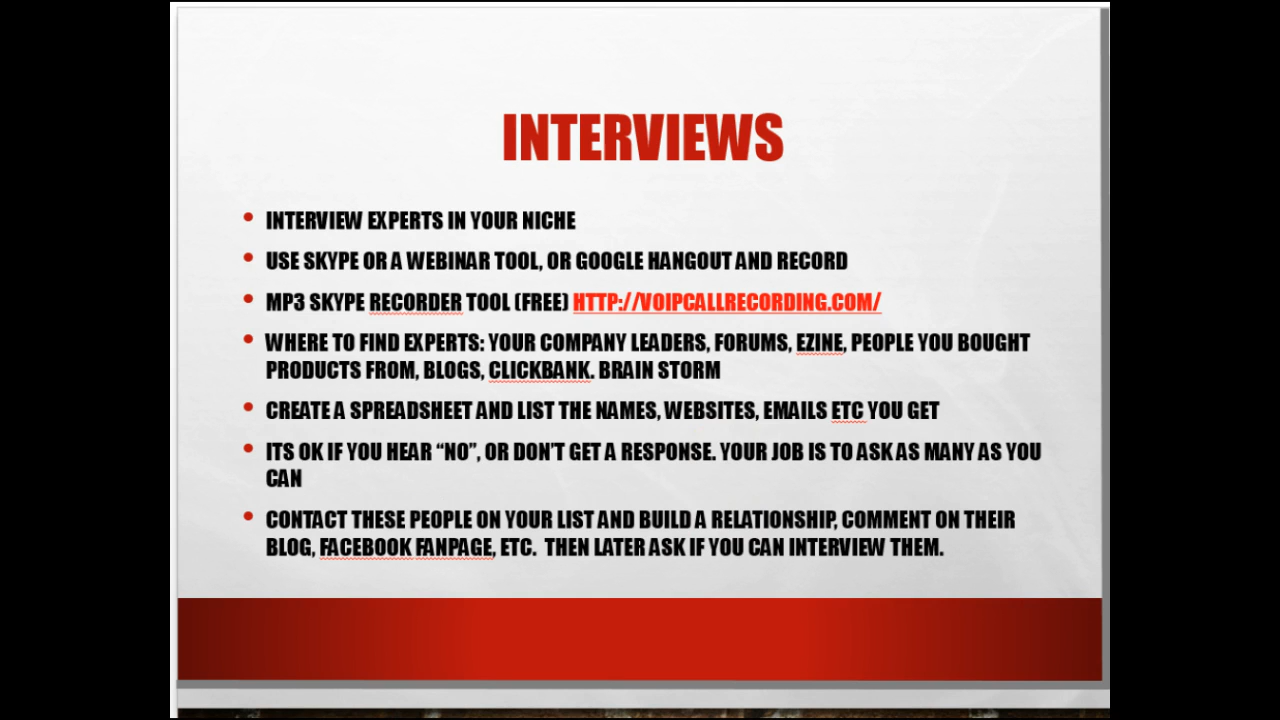 INTERVIEWS
INTERVIEW EXPERTS IN YOUR NICHE
USE SKYPE OR A WEBINAR TOOL, OR GOOGLE HANGOUT AND RECORD
MP3 SKYPE RECORDER TOOL (FREE) HTTP://VOIPCALLRECORDING.COM/
WHERE TO FIND EXPERTS: YOUR COMPANY LEADERS, FORUMS, EZINE, PEOPLE YOU BOUGHT
PRODUCTS FROM, BLOGS, CLICKBANK. BRAIN STORM
CREATE A SPREADSHEET AND LIST THE NAMES, WEBSITES, EMAILS ETC YOU GET
ITS OK IF YOU HEAR “NO”, OR DON’T GET A RESPONSE. YOUR JOB IS TO ASK AS MANY AS YOU
CAN
CONTACT THESE PEOPLE ON YOUR LIST AND BUILD A RELATIONSHIP, COMMENT ON THEIR
BLOG, FACEBOOK FANPAGE, ETC.  THEN LATER ASK IF YOU CAN INTERVIEW THEM.